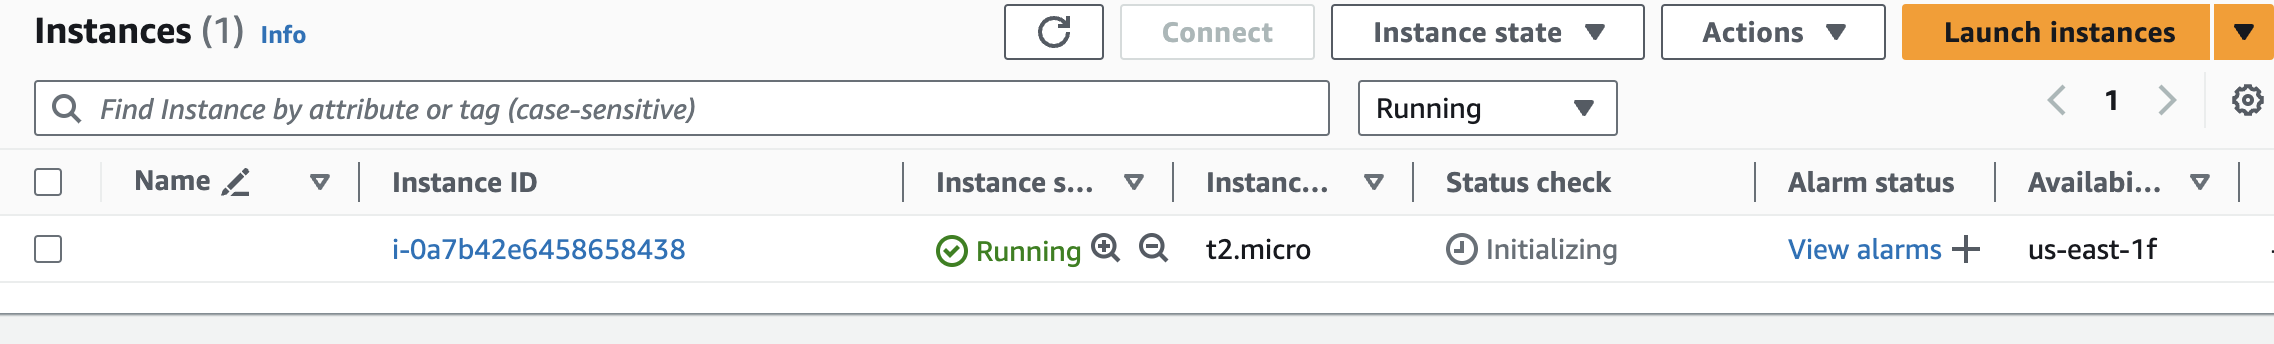 Instances (1) Info Connect Instance state Actions Launch instances
Find Instance by attribute or tag (case-sensitive) Running 1
Name Instance ID Instance s... Instanc... Status check Alarm status Availabi...
i-0a7b42e6458658438 Running t2.micro Initializing View alarms us-east-1f